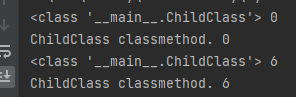 <class '__main__.ChildClass'> 0
ChildClass classmethod. 0
<class '__main__.ChildClass'> 6
ChildClass classmethod. 6